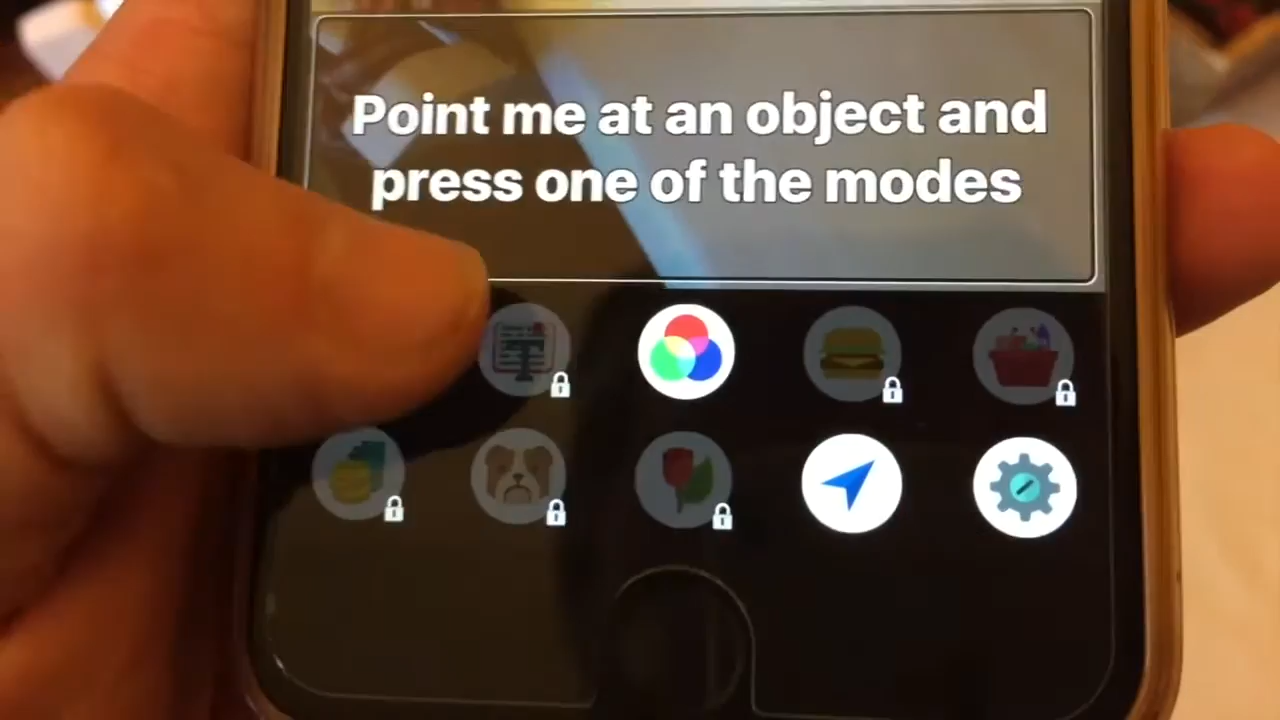 Point me at an object and
press one of the modes